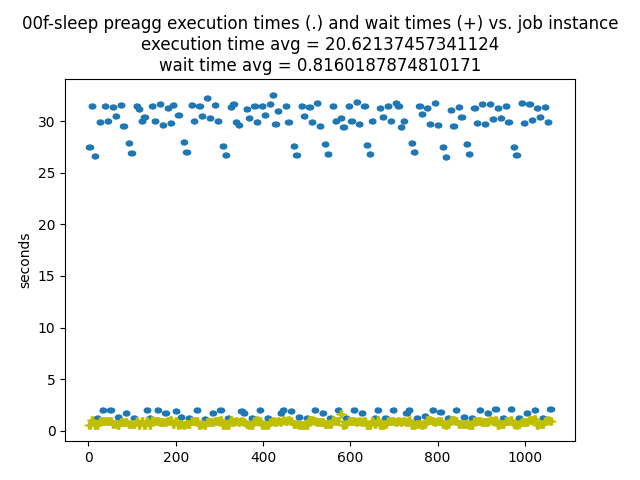 00f-sleep preagg execution times (.) and wait times (+) vs. job instance
execution time avg = 20.62137457341124
wait time avg = 0.8160187874810171
30
25
20
15
10
5
0
seconds
0 200 400 600 800 1000